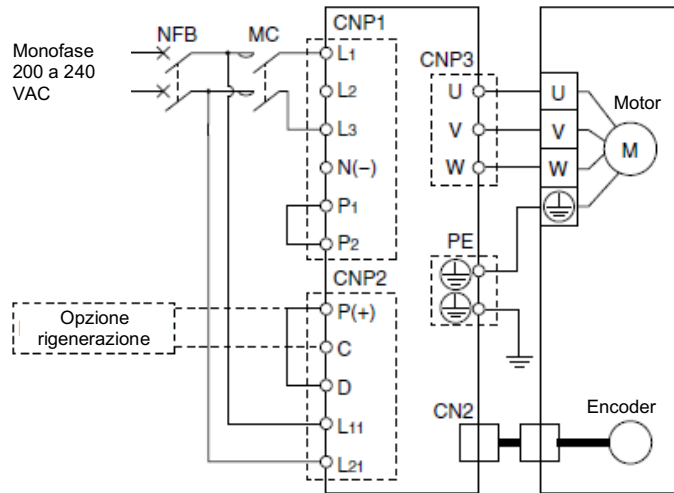 NFB
MC
CNP1
Monofase
200 a 240
VAC
L1
L2
L3
N(−)
P1
P2
CNP3
U
V
W
U
V
W
Motor
M
PE
CNP2
Opzione
rigenerazione
P(+)
C
D
L11
L21
CN2
Encoder